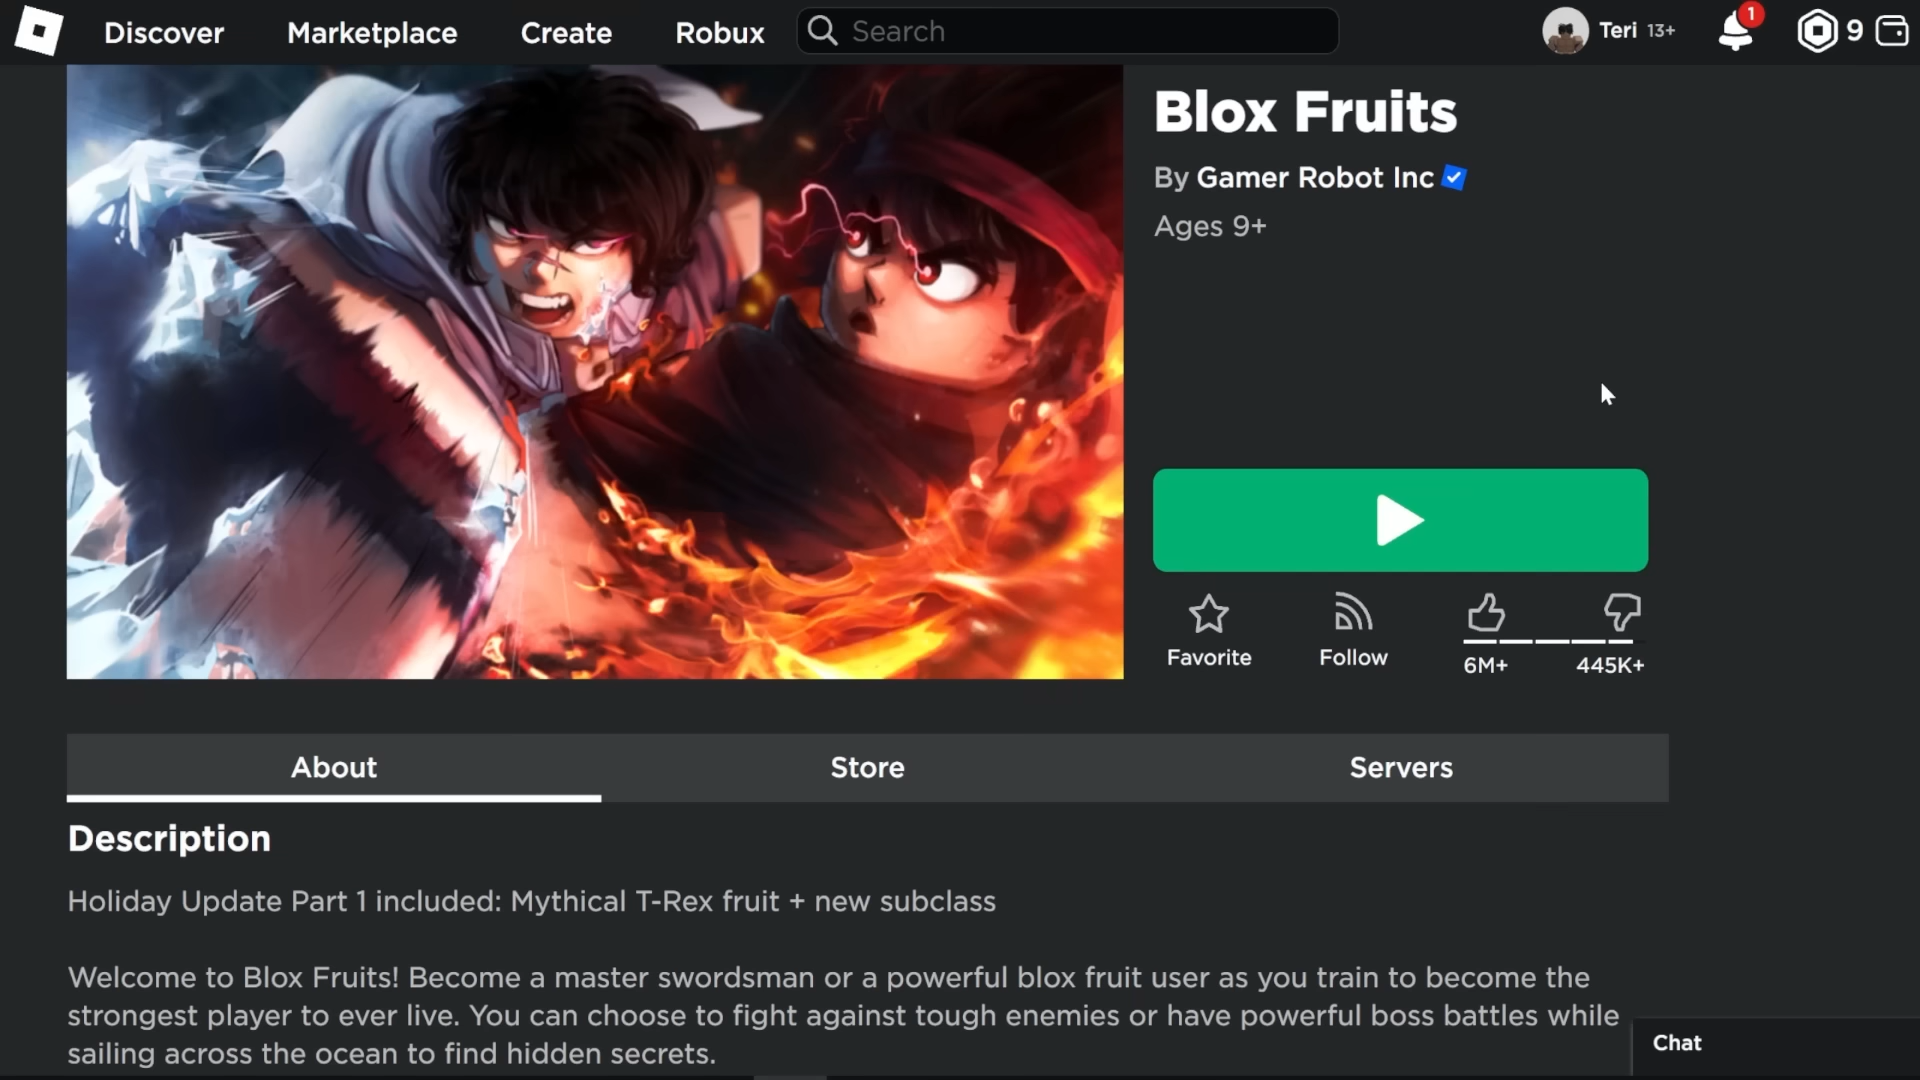 Discover Marketplace Create Robux Search Teri 13+ 1 9
Blox Fruits
By Gamer Robot Inc
Ages 9+
Favorite Follow 6M+ 445K+
About Store Servers
Description
Holiday Update Part 1 included: Mythical T-Rex fruit + new subclass
Welcome to Blox Fruits! Become a master swordsman or a powerful blox fruit user as you train to become the
strongest player to ever live. You can choose to fight against tough enemies or have powerful boss battles while
sailing across the ocean to find hidden secrets.
Chat